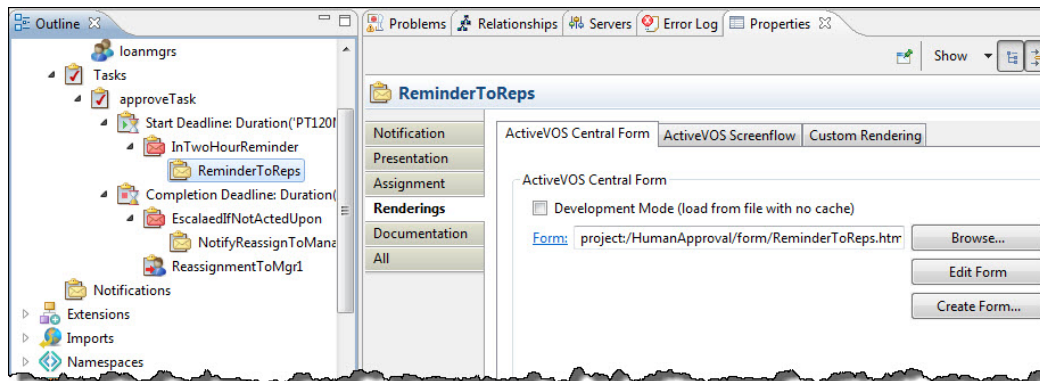 Outline
loanmgrs
Tasks
approveTask
Start Deadline: Duration('PT120M
InTwoHourReminder
ReminderToReps
Completion Deadline: Duration(
EscalaedIfNotActedUpon
NotifyReassignToMana
ReassignmentToMgr1
Notifications
Extensions
Imports
Namespaces
Problems Relationships Servers Error Log Properties
Show
ReminderToReps
Notification
Presentation
Assignment
Renderings
Documentation
All
ActiveVOS Central Form ActiveVOS Screenflow Custom Rendering
ActiveVOS Central Form
Development Mode (load from file with no cache)
Form: project:/HumanApproval/form/ReminderToReps.htm Browse...
Edit Form
Create Form...